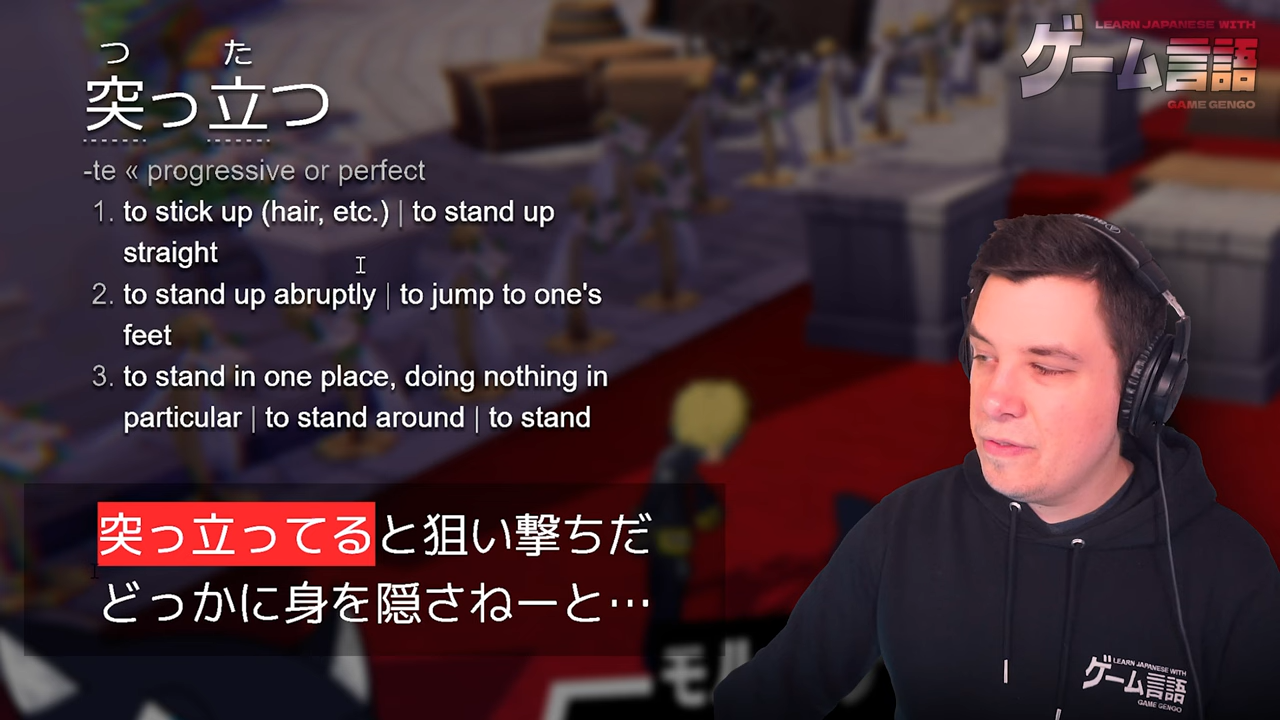 つ た
突っ立つ
-te « progressive or perfect
1. to stick up (hair, etc.) | to stand up
straight
2. to stand up abruptly | to jump to one's
feet
3. to stand in one place, doing nothing in
particular | to stand around | to stand
突っ立ってると狙い撃ちだ
どっかに身を隠さねーと…
LEARN JAPANESE WITH
ゲーム言語
GAME GENGO
LEARN JAPANESE WITH
ゲーム言語
GAME GENGO